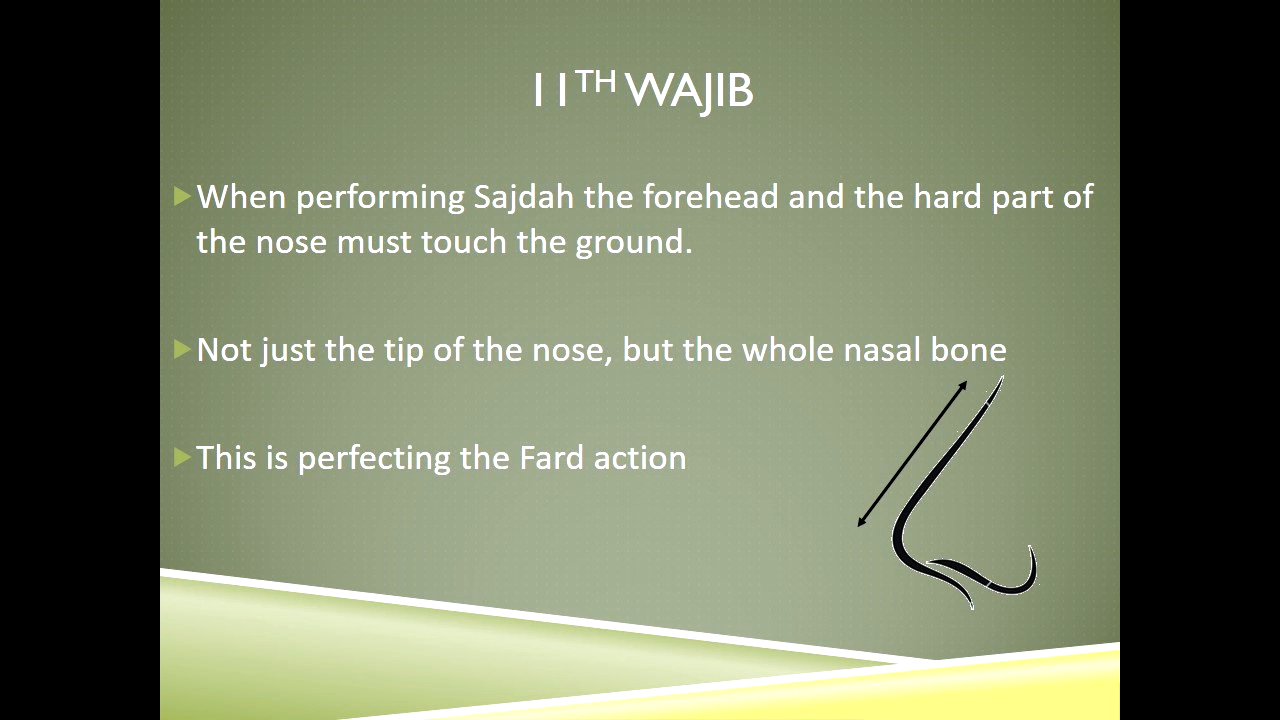 11TH WAJIB
When performing Sajdah the forehead and the hard part of
the nose must touch the ground.
Not just the tip of the nose, but the whole nasal bone
This is perfecting the Fard action